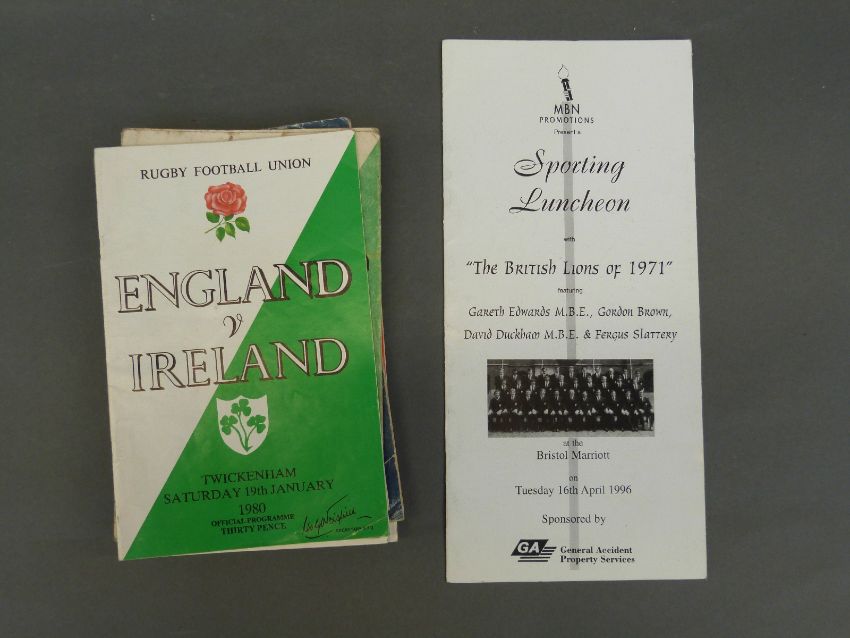 RUGBY FOOTBALL UNION
ENGLAND
v
IRELAND
TWICKENHAM
SATURDAY 19th JANUARY
1980
OFFICIAL PROGRAMME
THIRTY PENCE
MBN
PROMOTIONS
Present a
Sporting
Luncheon
with
"The British Lions of 1971"
featuring
Gareth Edwards M.B.E., Gordon Brown,
David Duckham M.B.E. & Fergus Slattery
at the
Bristol Marriott
on
Tuesday 16th April 1996
Sponsored by
GA General Accident
Property Services